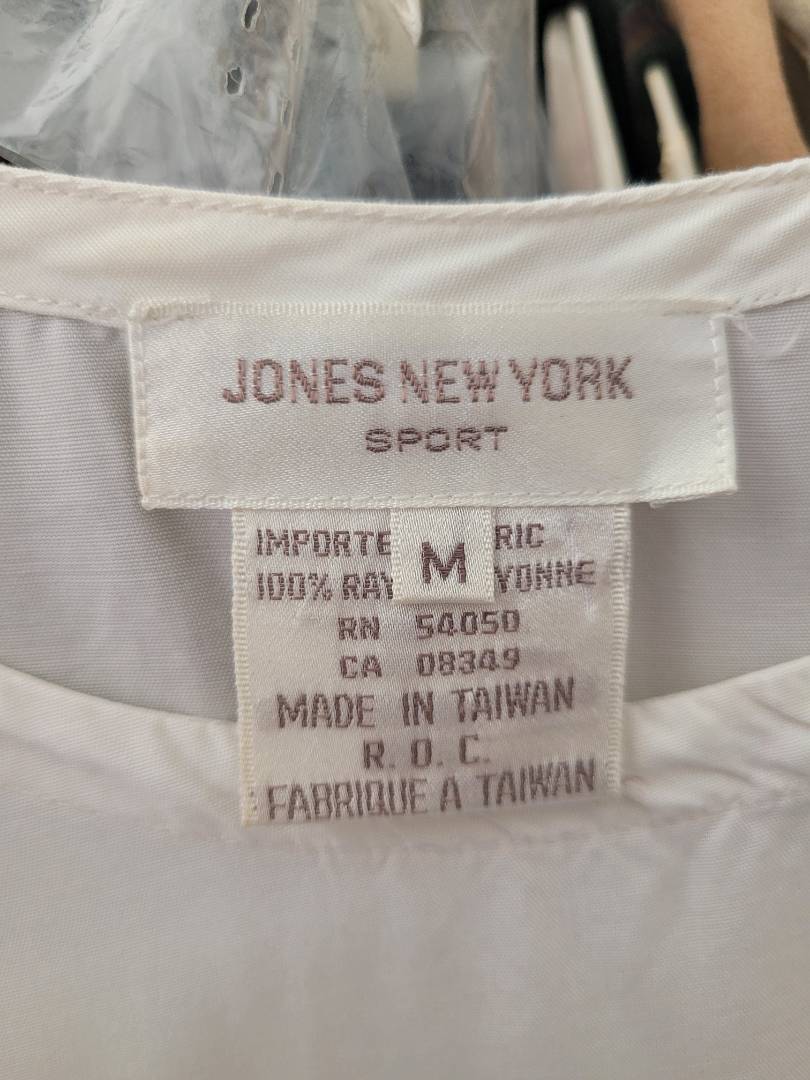 JONES NEW YORK
SPORT
M
IMPORTE RIC
100% RAY YONNE
RN 54050
CA 08349
MADE IN TAIWAN
R. O. C.
FABRIQUE A TAIWAN